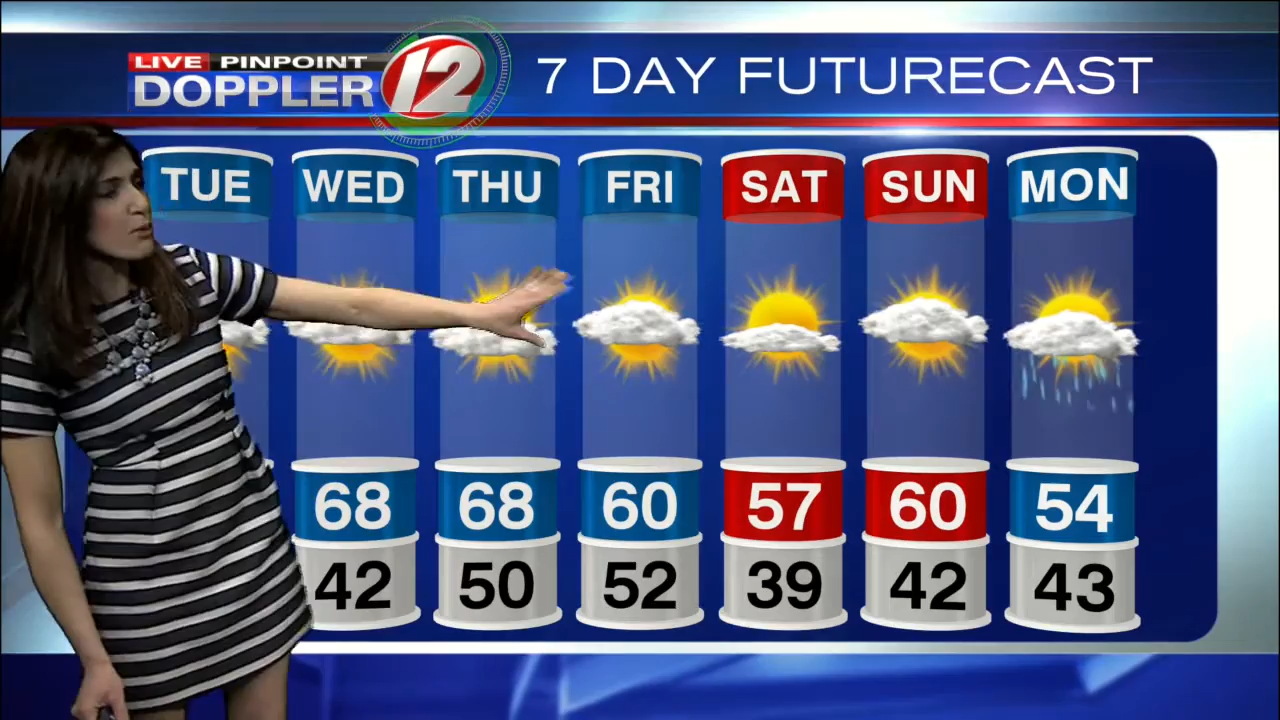 LIVE PINPOINT
DOPPLER 12
7 DAY FUTURECAST
TUE WED THU FRI SAT SUN MON
68 68 60 57 60 54
42 50 52 39 42 43